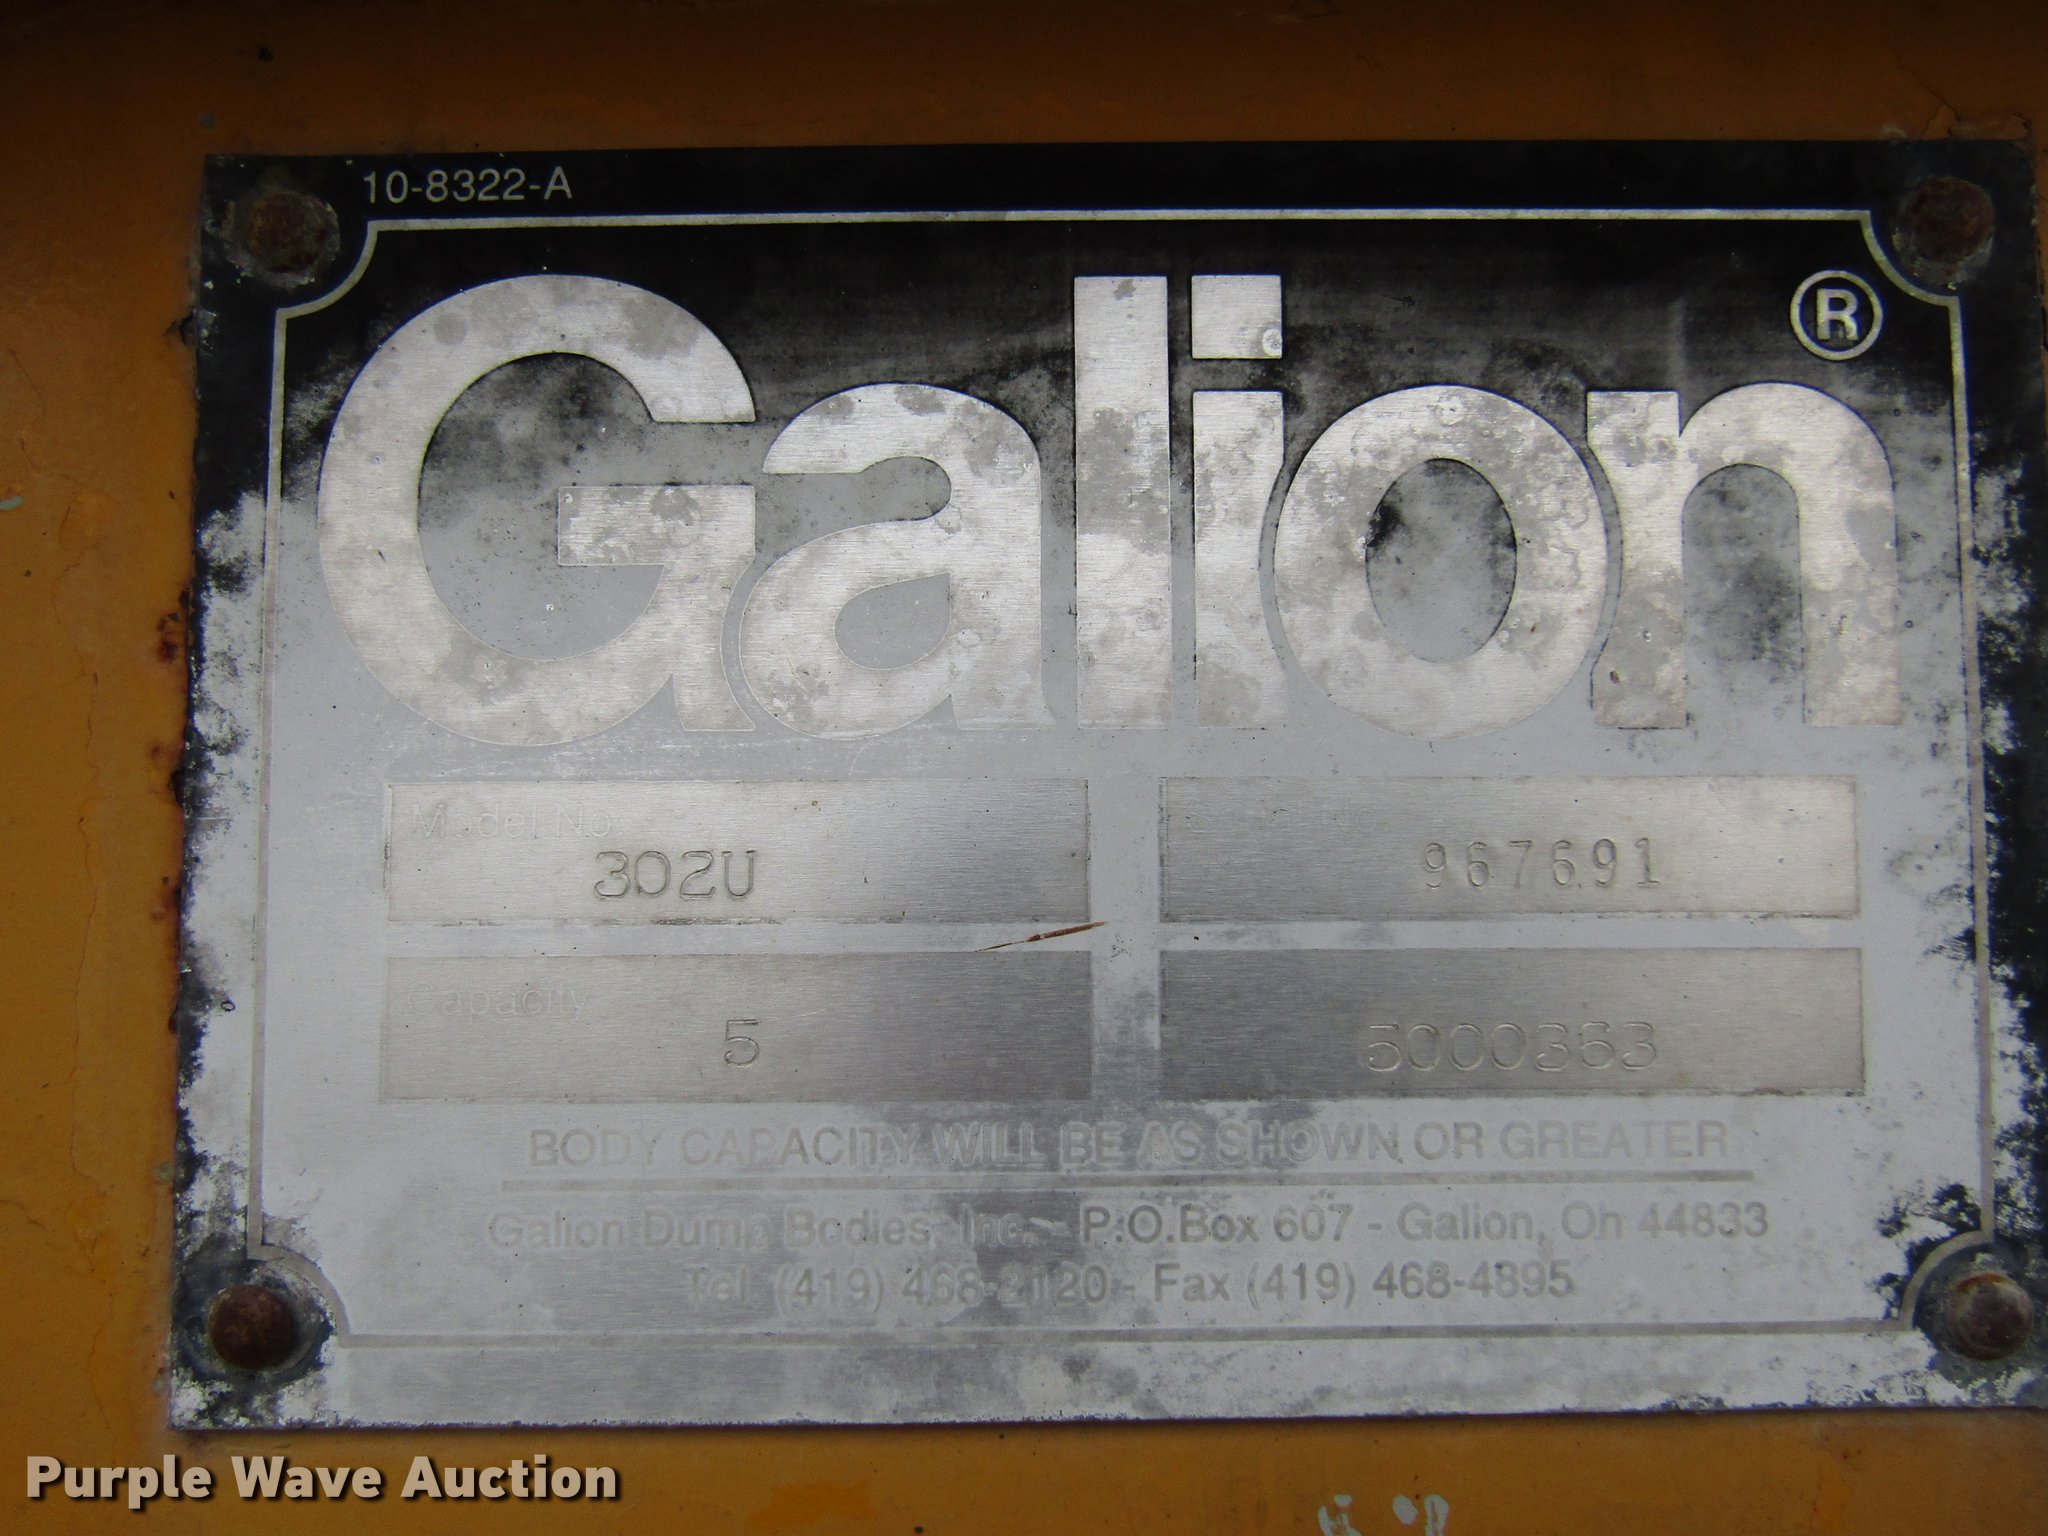 10-8322-A
Galion ®
Model No.
302U
Serial No.
967691
Capacity
5
5000363
BODY CAPACITY WILL BE AS SHOWN OR GREATER
Galion Dump Bodies, Inc. - P.O.Box 607 - Galion, Oh 44833
Tel. (419) 468-2120 - Fax (419) 468-4895
Purple Wave Auction